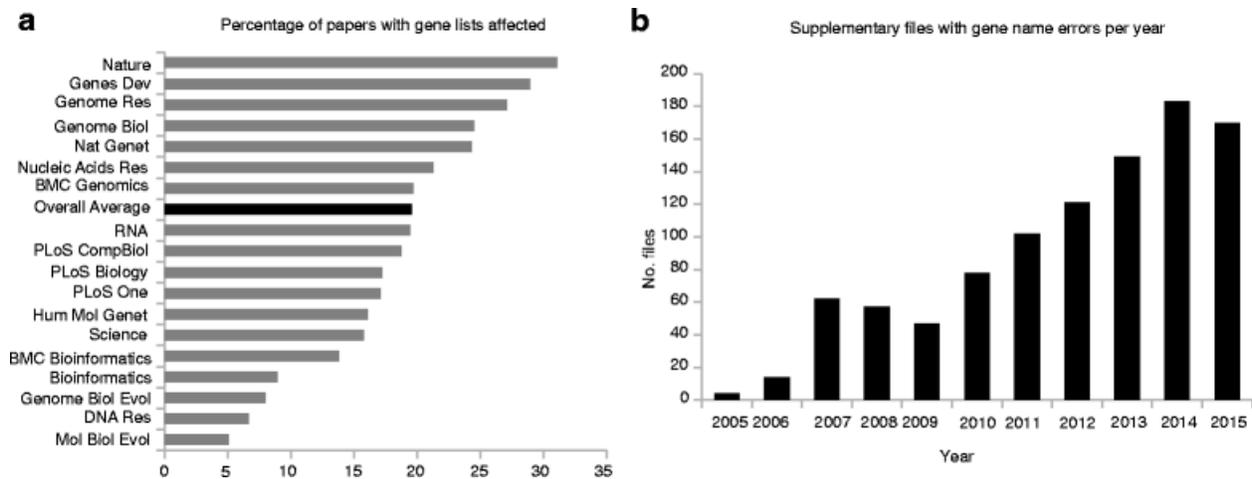 a
Percentage of papers with gene lists affected
Nature
Genes Dev
Genome Res
Genome Biol
Nat Genet
Nucleic Acids Res
BMC Genomics
Overall Average
RNA
PLoS CompBiol
PLoS Biology
PLoS One
Hum Mol Genet
Science
BMC Bioinformatics
Bioinformatics
Genome Biol Evol
DNA Res
Mol Biol Evol
0 5 10 15 20 25 30 35
b
Supplementary files with gene name errors per year
No. files
200
180
160
140
120
100
80
60
40
20
0
2005 2006 2007 2008 2009 2010 2011 2012 2013 2014 2015
Year